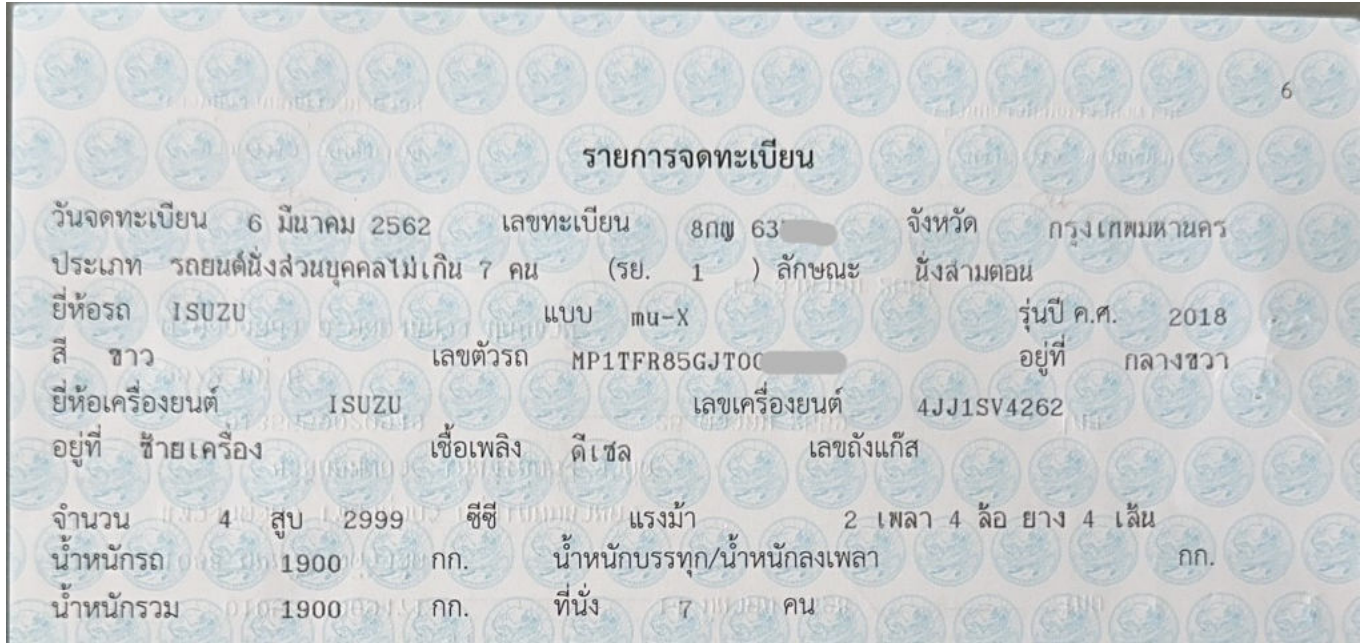 6
รายการจดทะเบียน
วันจดทะเบียน 6 มีนาคม 2562 เลขทะเบียน 8กญ 63 จังหวัด กรุงเทพมหานคร
ประเภท รถยนต์นั่งส่วนบุคคลไม่เกิน 7 คน (รย. 1 ) ลักษณะ นั่งสามตอน
ยี่ห้อรถ ISUZU แบบ mu-X รุ่นปี ค.ศ. 2018
สี ขาว เลขตัวรถ MP1TFR85GJT00 อยู่ที่ กลางขวา
ยี่ห้อเครื่องยนต์ ISUZU เลขเครื่องยนต์ 4JJ1SV4262
อยู่ที่ ซ้ายเครื่อง เชื้อเพลิง ดีเซล เลขถังแก๊ส
จำนวน 4 สูบ 2999 ซีซี แรงม้า 2 เพลา 4 ล้อ ยาง 4 เส้น
น้ำหนักรถ 1900 กก. น้ำหนักบรรทุก/น้ำหนักลงเพลา กก.
น้ำหนักรวม 1900 กก. ที่นั่ง 7 คน